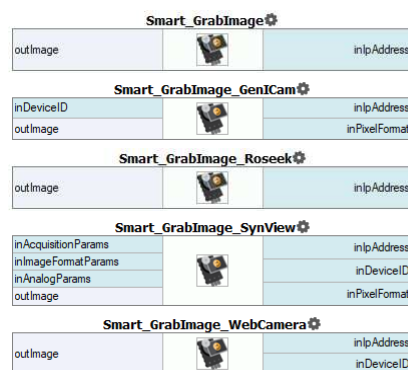 Smart_GrabImage
outImage
inIpAddress
Smart_GrabImage_GenICam
inDeviceID
inIpAddress
outImage
inPixelFormat
Smart_GrabImage_Roseek
outImage
inIpAddress
Smart_GrabImage_SynView
inAcquisitionParams
inIpAddress
inImageFormatParams
inDeviceID
inAnalogParams
outImage
inPixelFormat
Smart_GrabImage_WebCamera
inIpAddress
outImage
inDeviceID